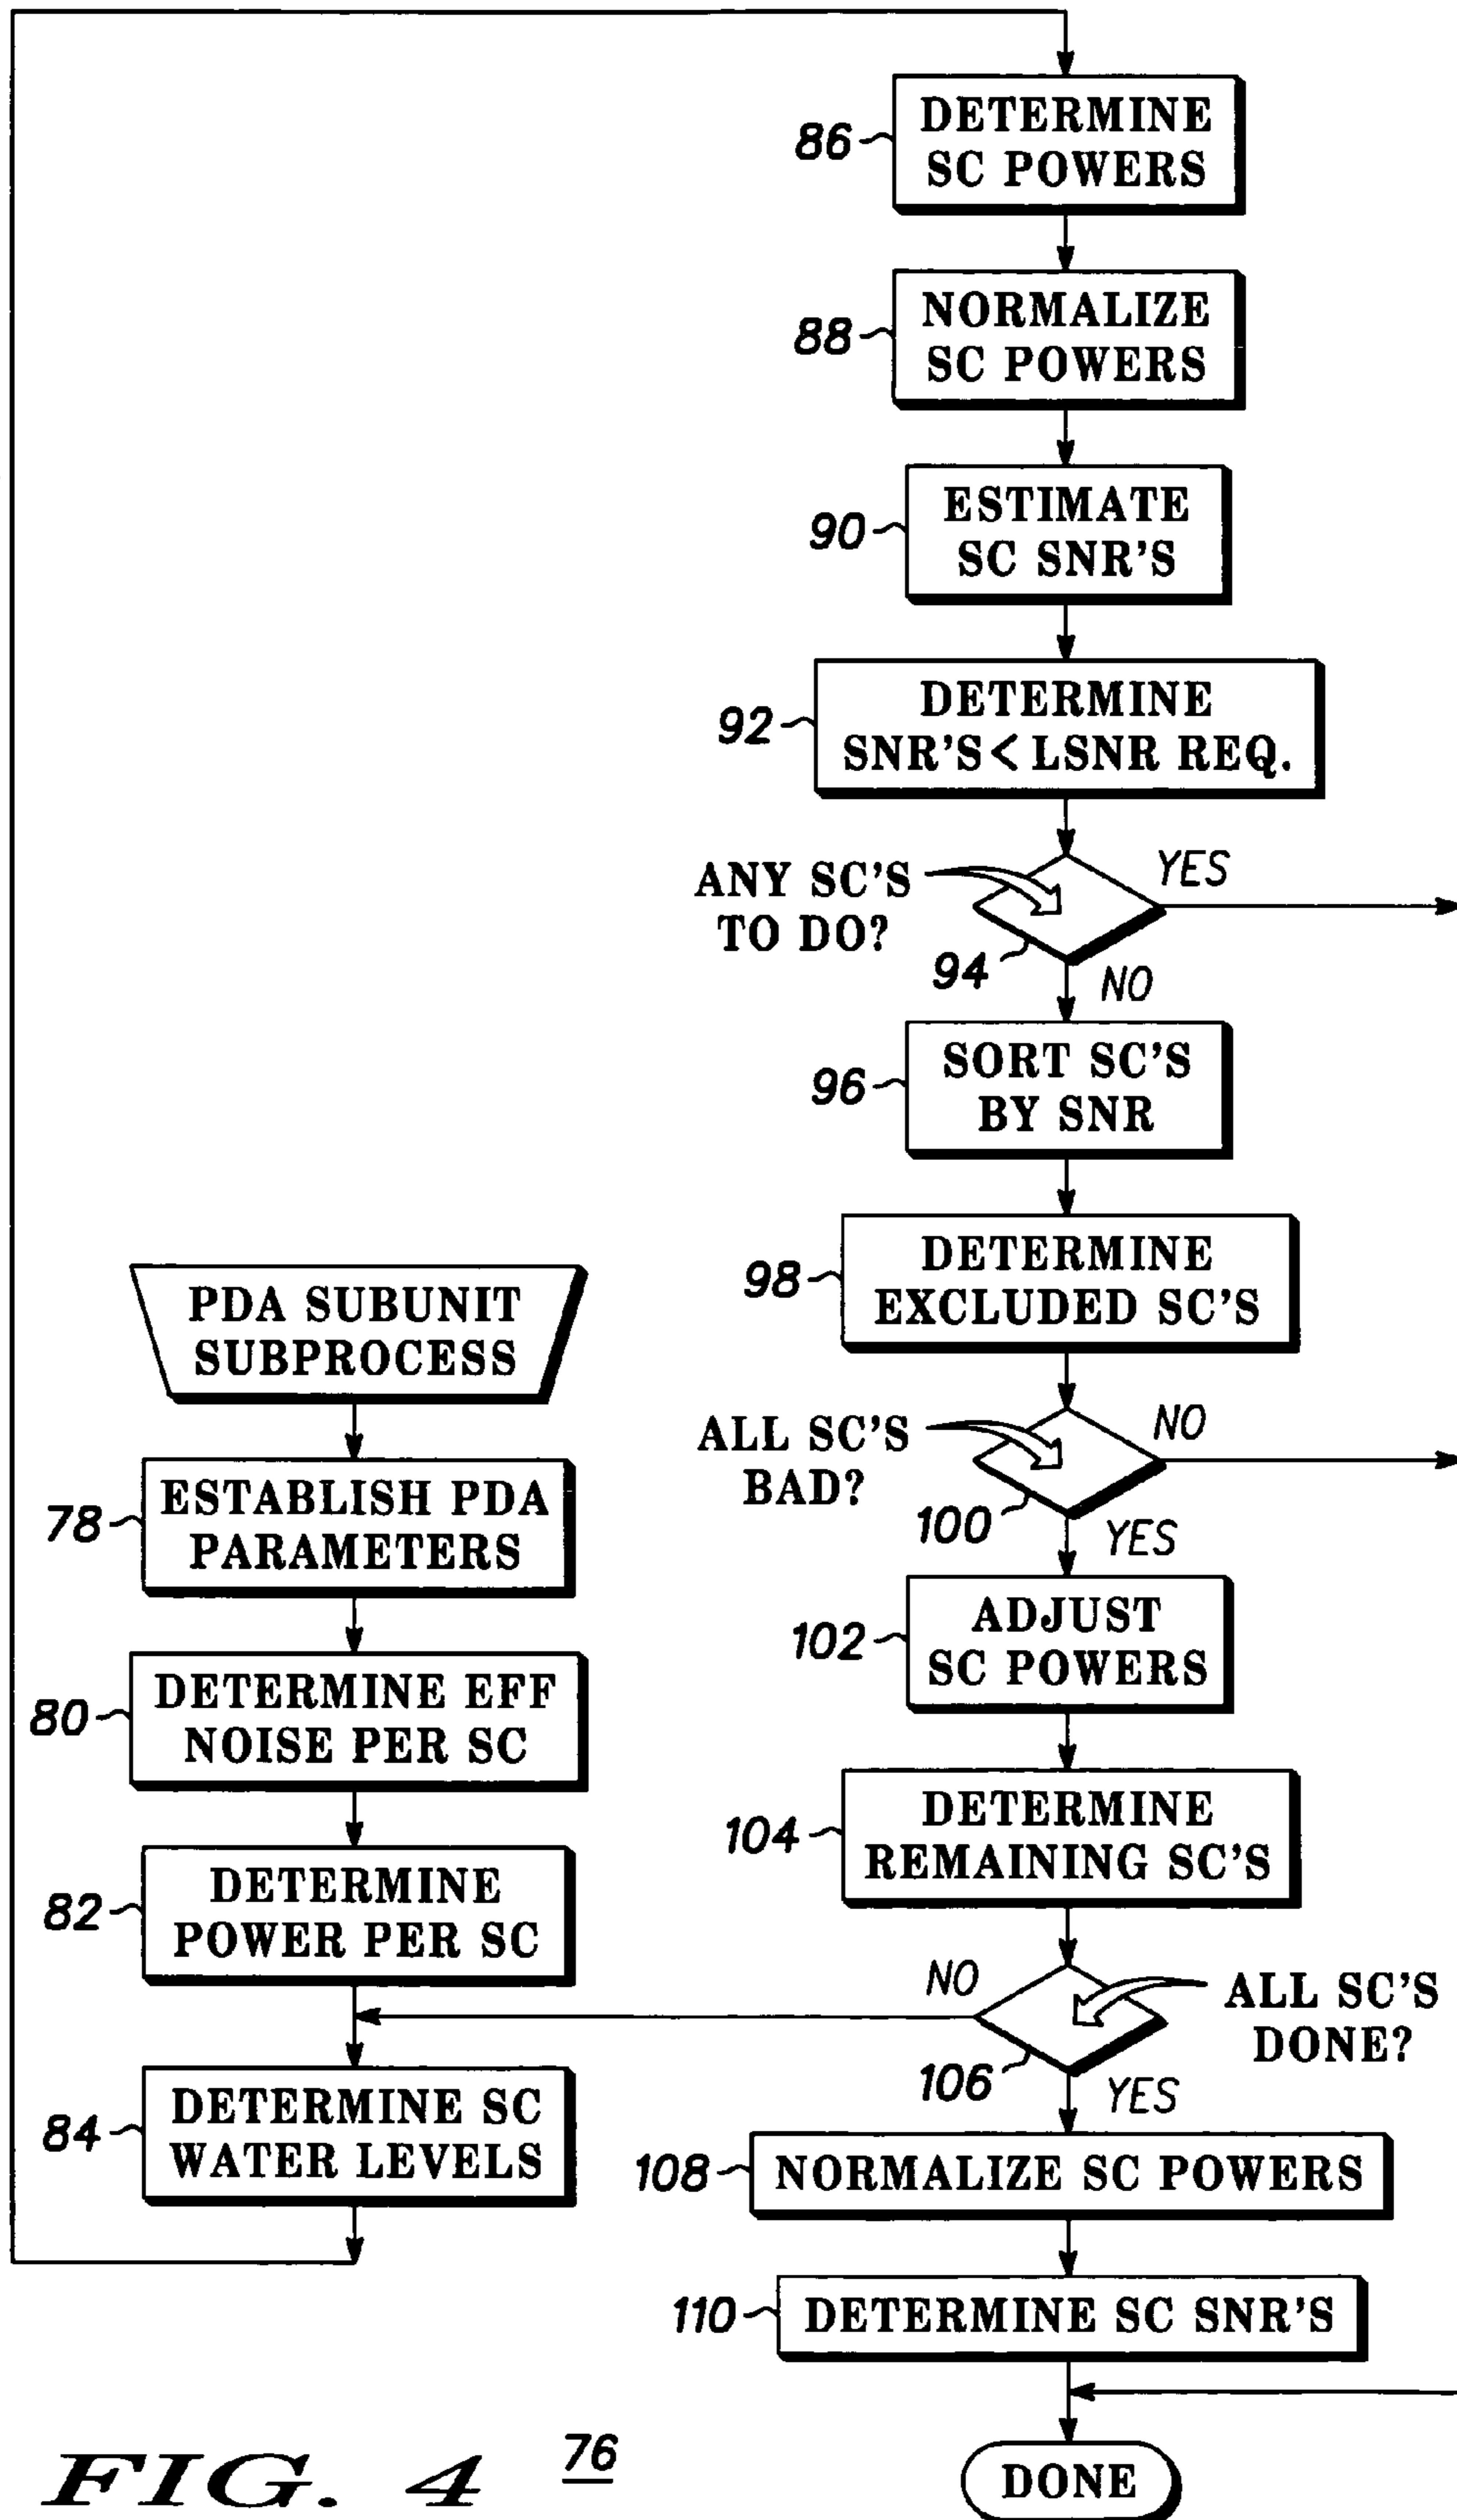 PDA SUBUNIT
SUBPROCESS
78
ESTABLISH PDA
PARAMETERS
80
DETERMINE EFF
NOISE PER SC
82
DETERMINE
POWER PER SC
84
DETERMINE SC
WATER LEVELS
86
DETERMINE
SC POWERS
88
NORMALIZE
SC POWERS
90
ESTIMATE
SC SNR'S
92
DETERMINE
SNR'S < LSNR REQ.
ANY SC'S
TO DO?
94
YES
NO
96
SORT SC'S
BY SNR
98
DETERMINE
EXCLUDED SC'S
ALL SC'S
BAD?
100
NO
YES
102
ADJUST
SC POWERS
104
DETERMINE
REMAINING SC'S
NO
ALL SC'S
DONE?
106
YES
108
NORMALIZE SC POWERS
110
DETERMINE SC SNR'S
DONE
FIG. 4
76